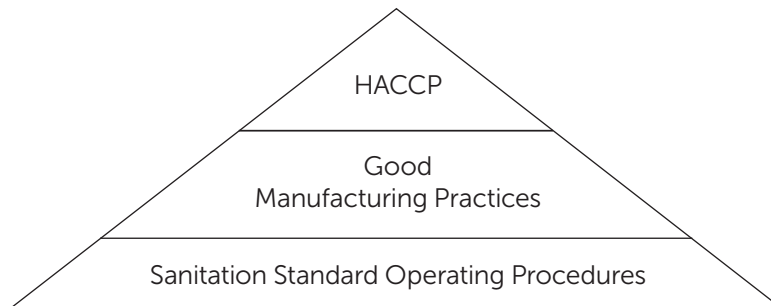 HACCP
Good
Manufacturing Practices
Sanitation Standard Operating Procedures